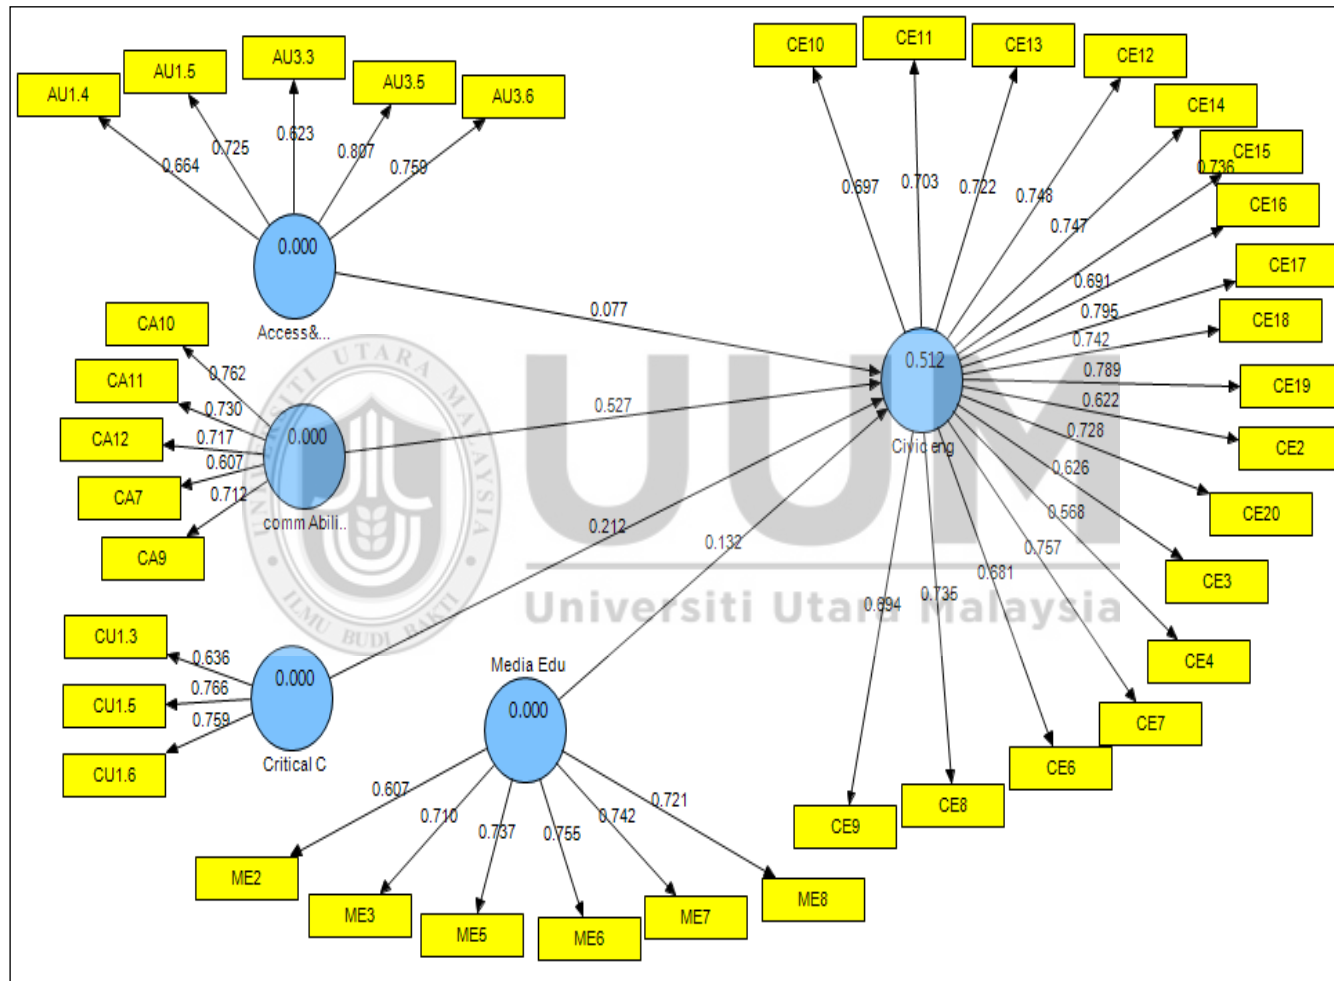 CE10
CE11
CE13
CE12
AU1.4
AU1.5
AU3.3
AU3.5
AU3.6
CE14
CE15
CE16
CE17
CE18
CE19
CE2
CE20
CE3
CE4
CE7
CE6
CE8
CE9
0.664
0.725
0.623
0.807
0.759
0.697
0.703
0.722
0.748
0.747
0.736
0.691
0.795
0.742
0.789
0.622
0.728
0.626
0.568
0.757
0.681
0.735
0.694
0.000
Access&...
0.077
0.512
Civic eng
CA10
CA11
CA12
CA7
CA9
0.762
0.730
0.717
0.607
0.712
0.000
comm Abili..
0.527
UNIVERSITI UTARA MALAYSIA
ILMU BUDI BAKTI
UUM
Universiti Utara Malaysia
0.212
0.132
CU1.3
CU1.5
CU1.6
0.636
0.766
0.759
0.000
Critical C
Media Edu
0.000
0.607
0.710
0.737
0.755
0.742
0.721
ME2
ME3
ME5
ME6
ME7
ME8